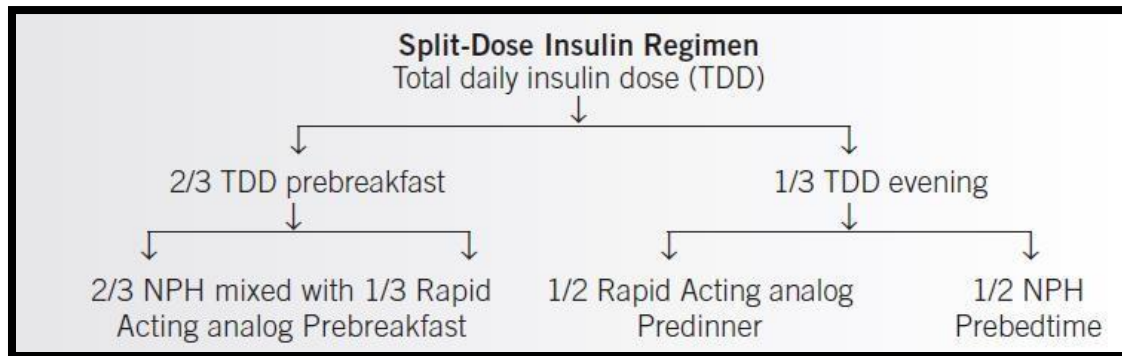 Split-Dose Insulin Regimen
Total daily insulin dose (TDD)
2/3 TDD prebreakfast
1/3 TDD evening
2/3 NPH mixed with 1/3 Rapid
Acting analog Prebreakfast
1/2 Rapid Acting analog
Predinner
1/2 NPH
Prebedtime